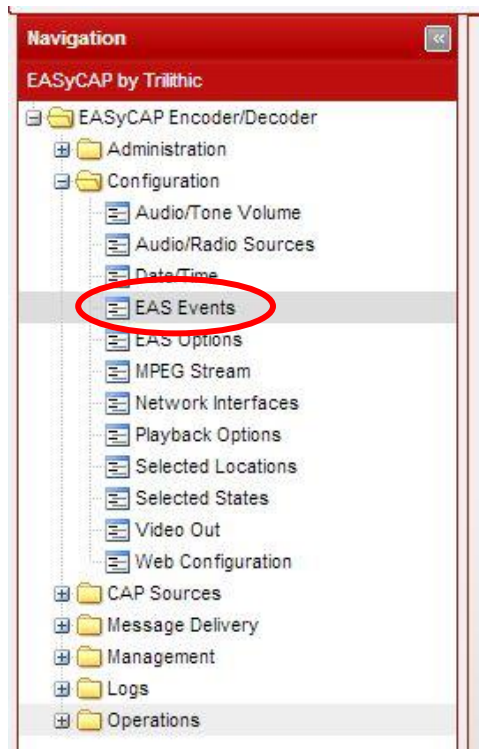 Navigation
EASyCAP by Trilithic
EASyCAP Encoder/Decoder
Administration
Configuration
Audio/Tone Volume
Audio/Radio Sources
Date/Time
EAS Events
EAS Options
MPEG Stream
Network Interfaces
Playback Options
Selected Locations
Selected States
Video Out
Web Configuration
CAP Sources
Message Delivery
Management
Logs
Operations